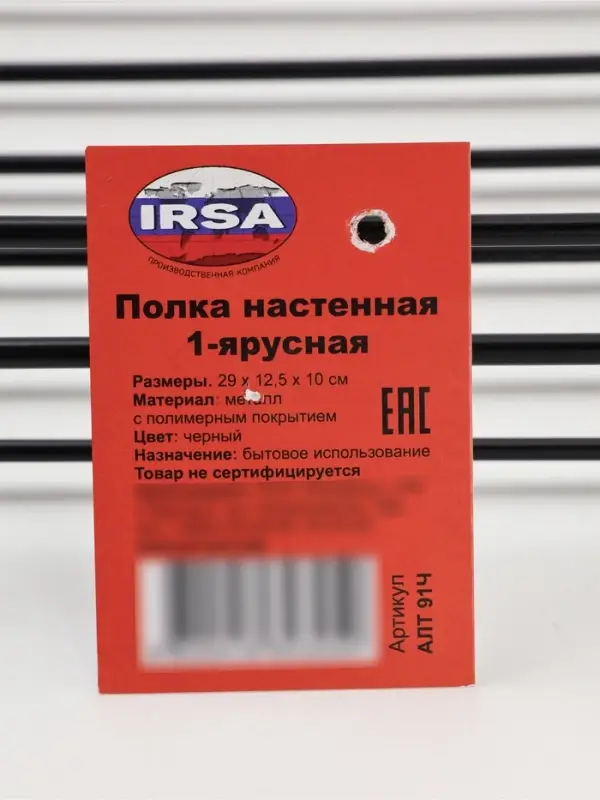 IRSA
ПРОИЗВОДСТВЕННАЯ КОМПАНИЯ
Полка настенная
1-ярусная
Размеры. 29 х 12,5 х 10 см
Материал: металл
с полимерным покрытием
Цвет: черный
Назначение: бытовое использование
Товар не сертифицируется
EAC
Артикул
АЛТ 91Ч